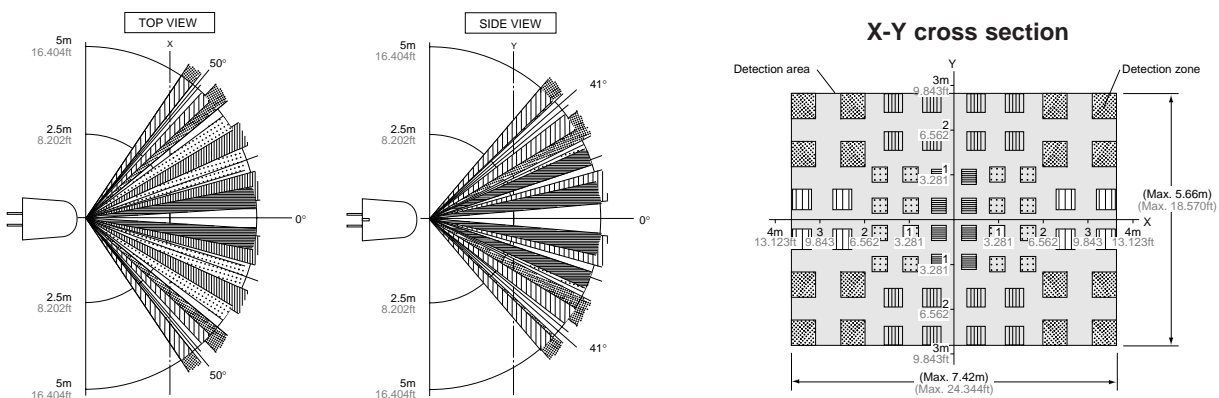 TOP VIEW
X
5m
16.404ft
50°
2.5m
8.202ft
0°
2.5m
8.202ft
50°
5m
16.404ft
SIDE VIEW
Y
5m
16.404ft
41°
2.5m
8.202ft
0°
2.5m
8.202ft
41°
5m
16.404ft
X-Y cross section
Detection area
Y
Detection zone
3m
9.843ft
2
6.562
1
3.281
(Max. 5.66m)
(Max. 18.570ft)
4m 3 2 1 1 2 3 4m X
13.123ft 9.843 6.562 3.281 3.281 6.562 9.843 13.123ft
1
3.281
2
6.562
3m
9.843ft
(Max. 7.42m)
(Max. 24.344ft)